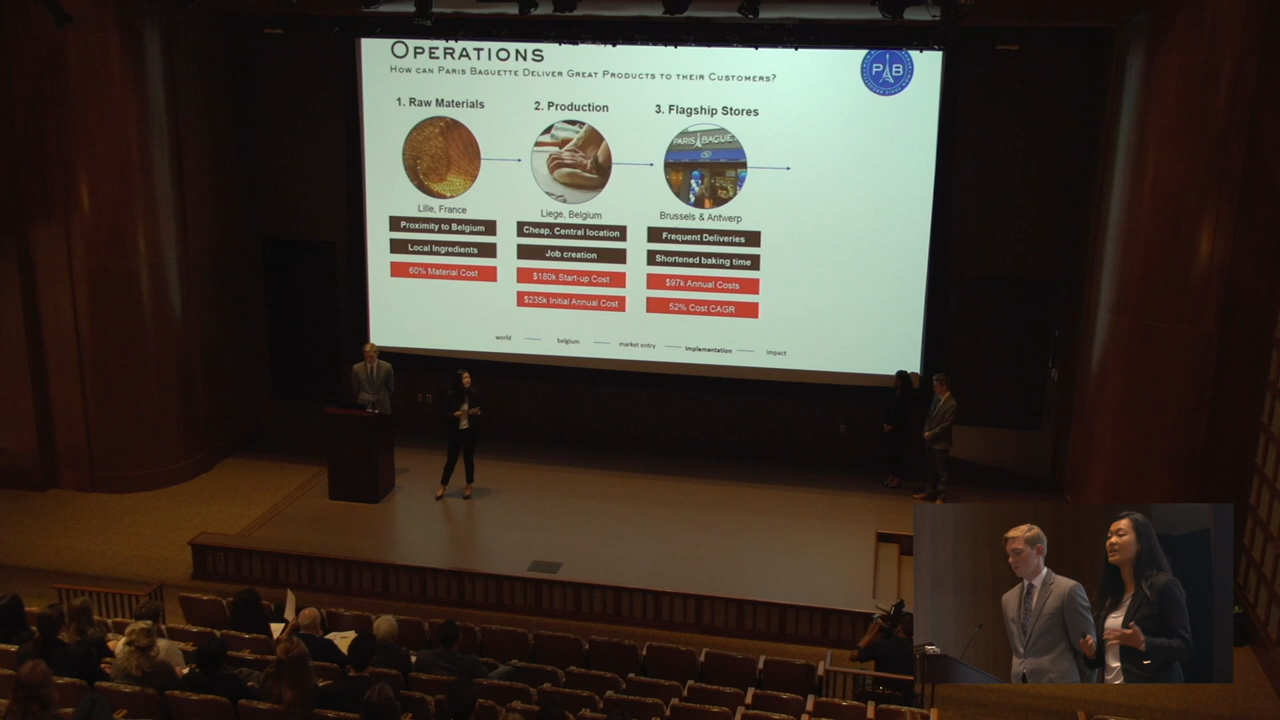 OPERATIONS
HOW CAN PARIS BAGUETTE DELIVER GREAT PRODUCTS TO THEIR CUSTOMERS?
PB
1. Raw Materials
2. Production
3. Flagship Stores
PARIS BAGUE
Lille, France
Liege, Belgium
Brussels & Antwerp
Proximity to Belgium
Cheap, Central location
Frequent Deliveries
Local Ingredients
Job creation
Shortened baking time
60% Material Cost
$180k Start-up Cost
$97k Annual Costs
$235k Initial Annual Cost
52% Cost CAGR
world
belgium
market entry
implementation
impact